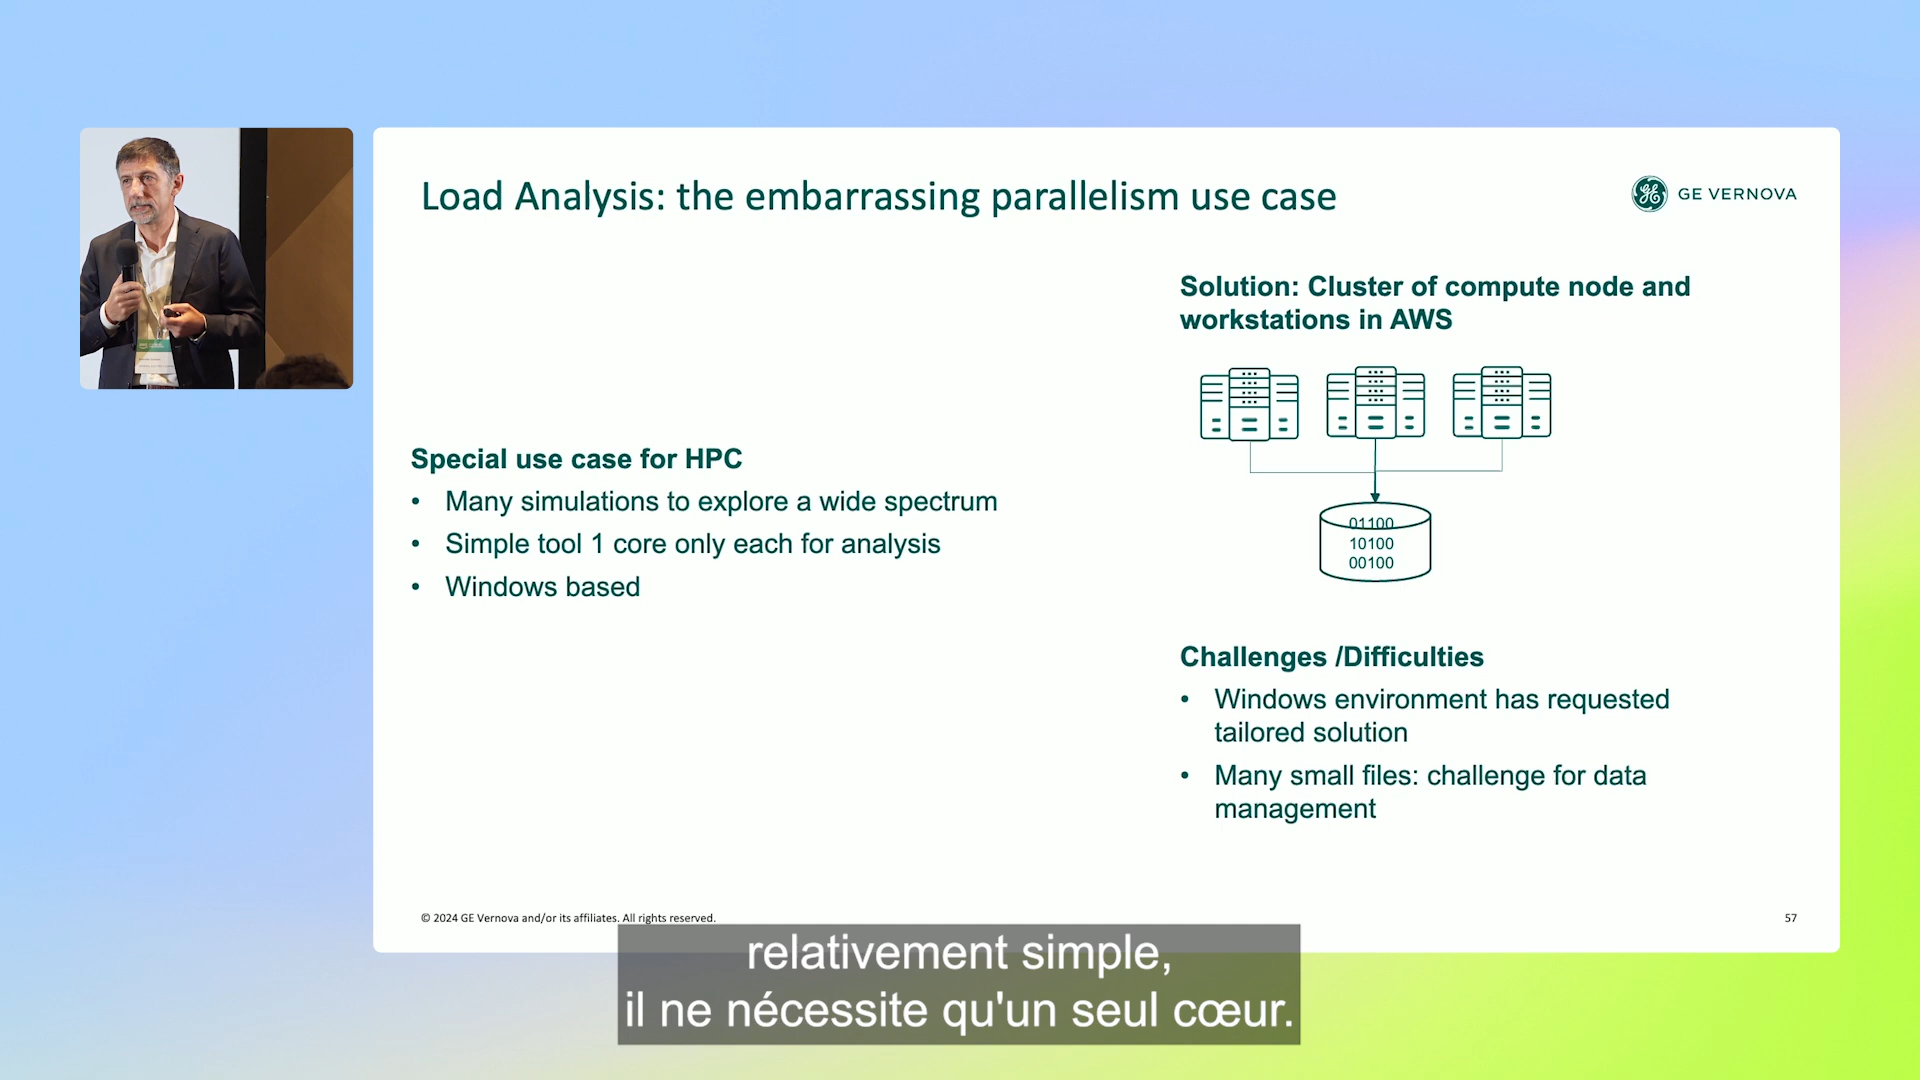 Load Analysis: the embarrassing parallelism use case
GE VERNOVA
Special use case for HPC
• Many simulations to explore a wide spectrum
• Simple tool 1 core only each for analysis
• Windows based
Solution: Cluster of compute node and
workstations in AWS
01100
10100
00100
Challenges /Difficulties
• Windows environment has requested
tailored solution
• Many small files: challenge for data
management
© 2024 GE Vernova and/or its affiliates. All rights reserved.
57
relativement simple,
il ne nécessite qu'un seul cœur.